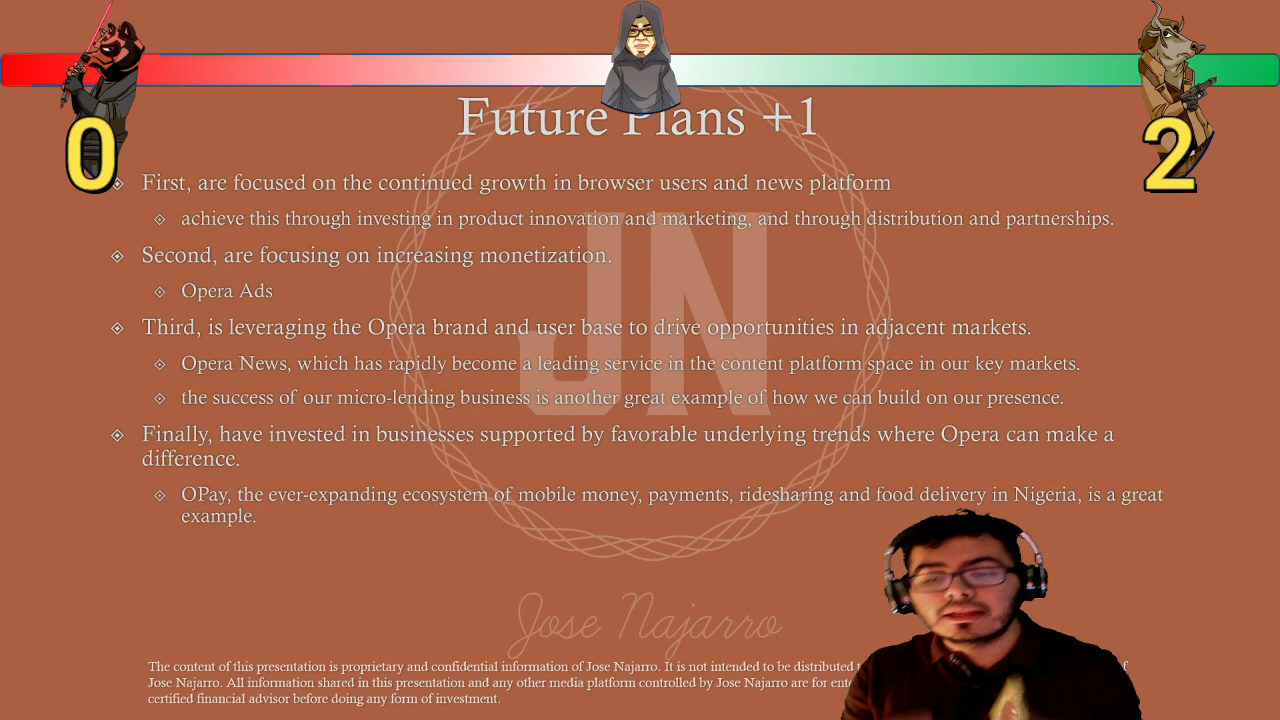 Future Plans +1
0
2
First, are focused on the continued growth in browser users and news platform
achieve this through investing in product innovation and marketing, and through distribution and partnerships.
Second, are focusing on increasing monetization.
Opera Ads
Third, is leveraging the Opera brand and user base to drive opportunities in adjacent markets.
Opera News, which has rapidly become a leading service in the content platform space in our key markets.
the success of our micro-lending business is another great example of how we can build on our presence.
Finally, have invested in businesses supported by favorable underlying trends where Opera can make a
difference.
OPay, the ever-expanding ecosystem of mobile money, payments, ridesharing and food delivery in Nigeria, is a great
example.
JN
Jose Najarro
The content of this presentation is proprietary and confidential information of Jose Najarro. It is not intended to be distributed
Jose Najarro. All information shared in this presentation and any other media platform controlled by Jose Najarro are for
certified financial advisor before doing any form of investment.